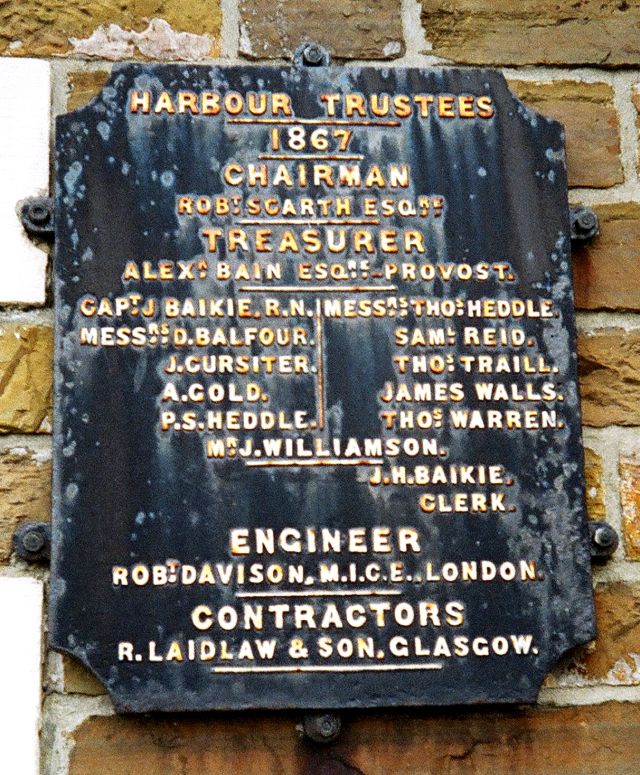 HARBOUR TRUSTEES
1867
CHAIRMAN
ROBT. SCARTH ESQRE
TREASURER
ALEXR. BAIN ESQRE. PROVOST.
CAPT. J BAIKIE. R.N. MESSRS THOS. HEDDLE.
MESSRS D. BALFOUR. SAML. REID.
J. CURSITER. THOS. TRAILL.
A. GOLD. JAMES WALLS.
P.S. HEDDLE. THOS. WARREN.
MR. J. WILLIAMSON.
J.H. BAIKIE.
CLERK.
ENGINEER
ROBT. DAVISON. M.I.C.E., LONDON.
CONTRACTORS
R. LAIDLAW & SON. GLASGOW.